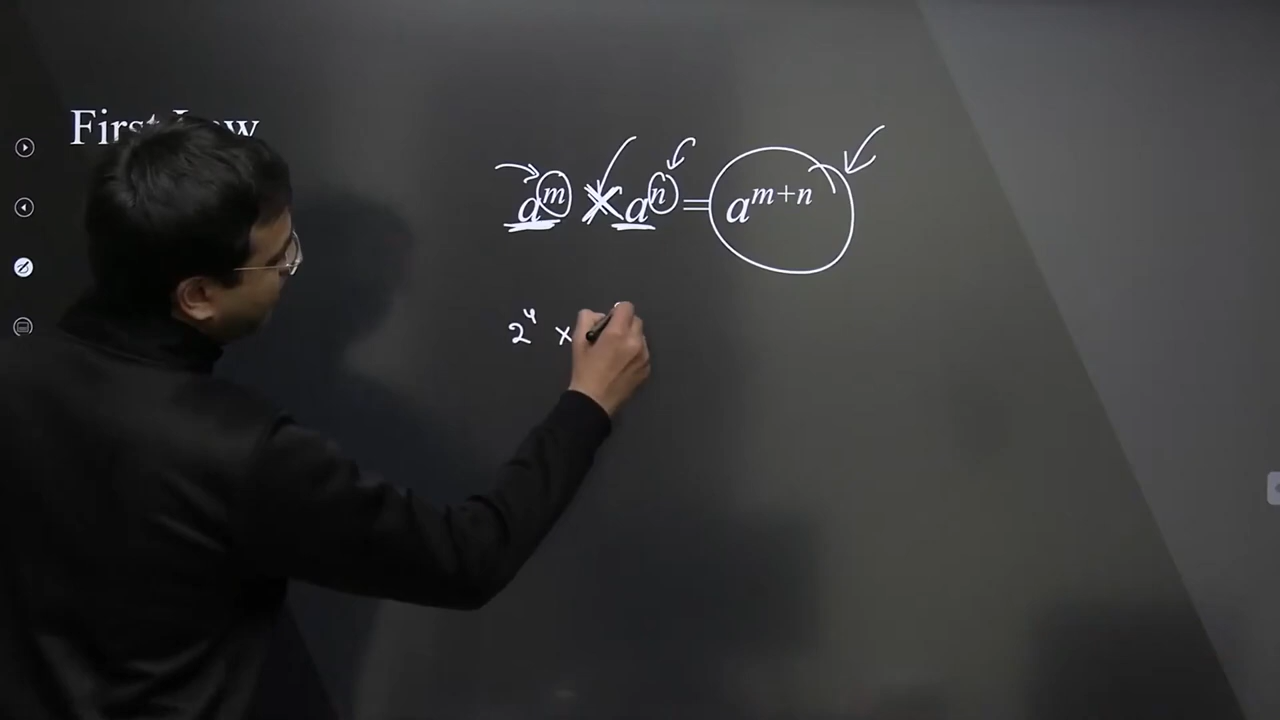 First Law
a^m × a^n = a^{m+n}
2^4 ×